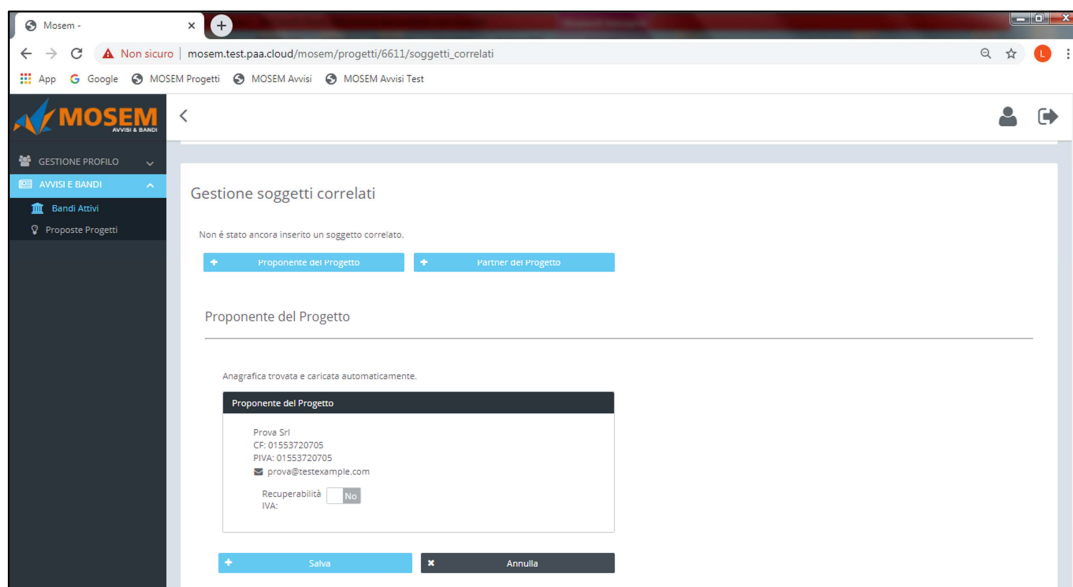 Mosem -
Non sicuro | mosem.test.paa.cloud/mosem/progetti/6611/soggetti_correlati
L
App Google MOSEM Progetti MOSEM Avvisi MOSEM Avvisi Test
MOSEM
AVVISI & BANDI
GESTIONE PROFILO
AVVISI E BANDI
Bandi Attivi
Proposte Progetti
Gestione soggetti correlati
Non é stato ancora inserito un soggetto correlato.
Proponente del Progetto Partner del Progetto
Proponente del Progetto
Anagrafica trovata e caricata automaticamente.
Proponente del Progetto
Prova Srl
CF: 01553720705
PIVA: 01553720705
prova@testexample.com
Recuperabilità No
IVA:
Salva Annulla